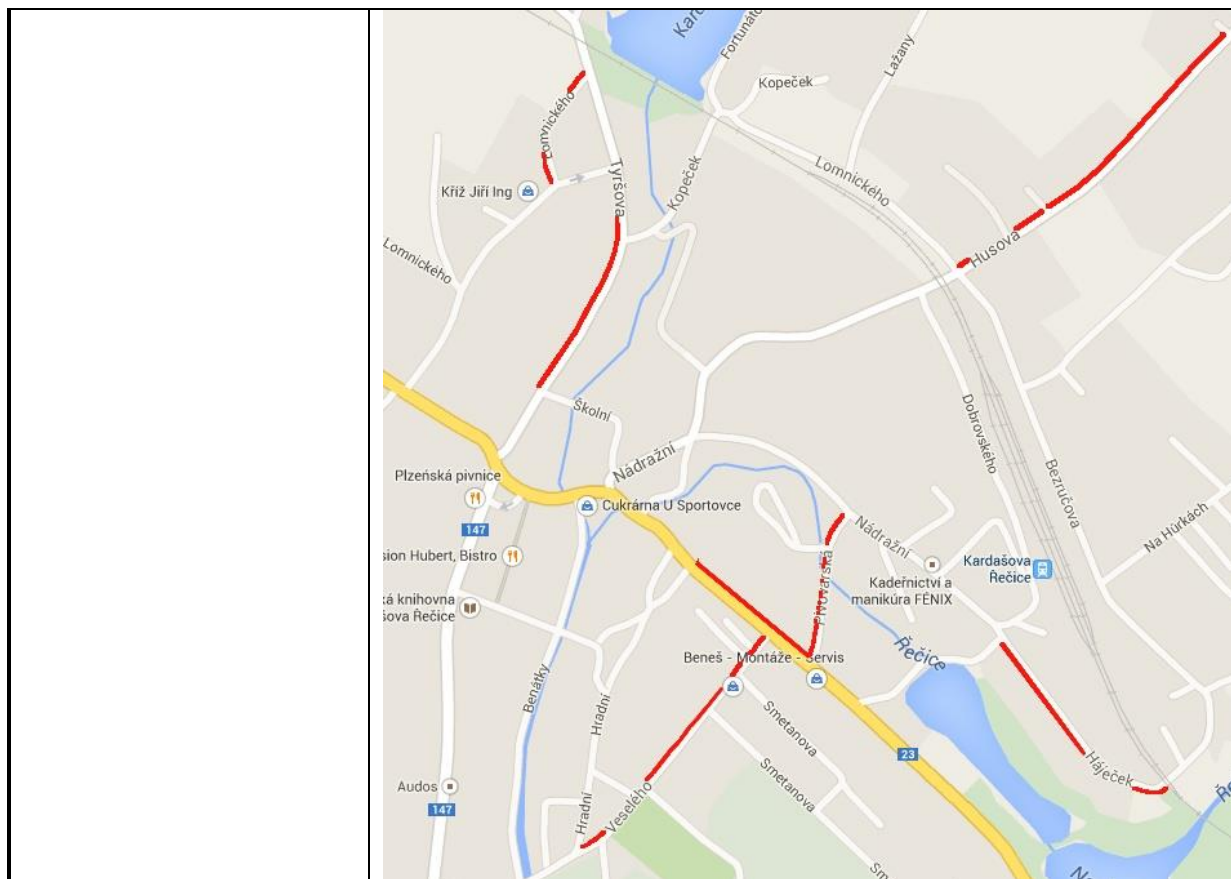 Fortunáto
Kopeček
Lažany
Lomnického
Kříž Jiří Ing
Tyršova
Kopeček
Lomnického
Lomnického
Husova
Školní
Dobrovského
Nádražní
Plzeňská pivnice
Cukrárna U Sportovce
Bezručova
147
Nádražní
Na Hůrkách
sion Hubert, Bistro
Kardašova
Řečice
Kadeřnictví a
manikúra FÉNIX
Pivovarská
ká knihovna
šova Řečice
Řečice
Beneš - Montáže - Servis
Benátky
Hradní
Smetanova
23
Háječek
Smetanova
Audos
147
Veselého
Hradní